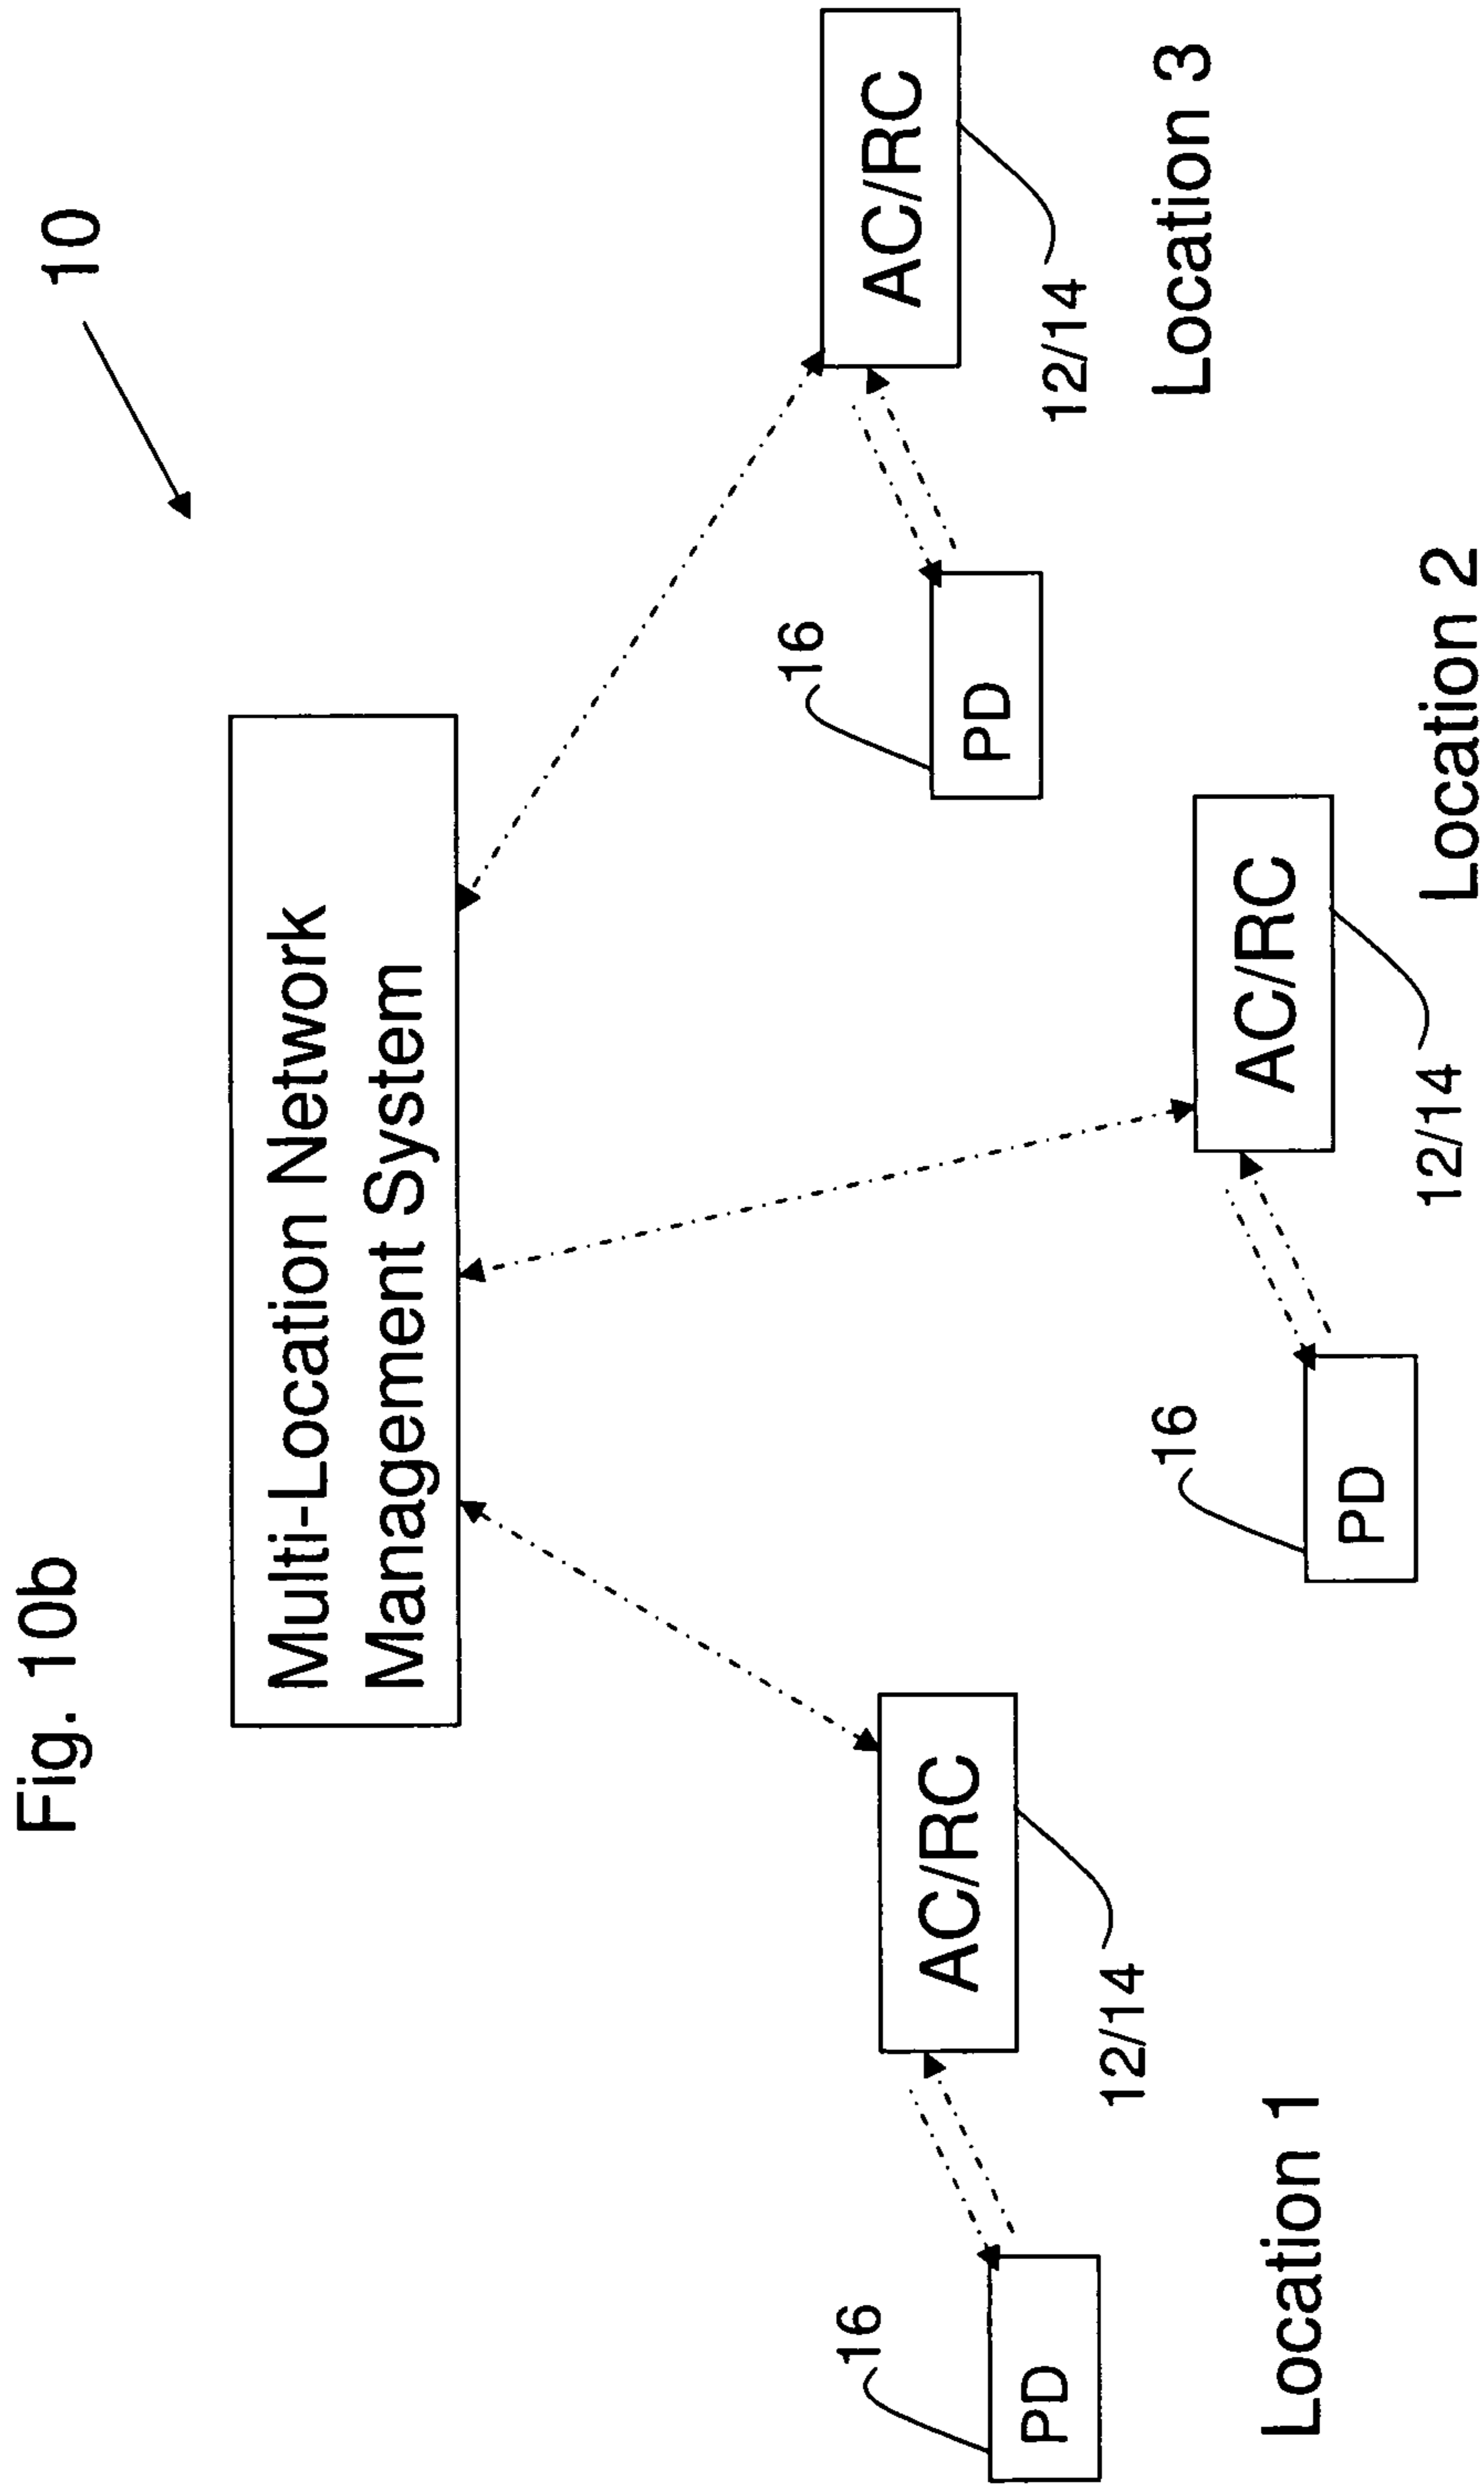 Fig. 10b
10
Multi-Location Network
Management System
16
PD
AC/RC
12/14
Location 1
16
PD
AC/RC
12/14
Location 2
16
PD
AC/RC
12/14
Location 3